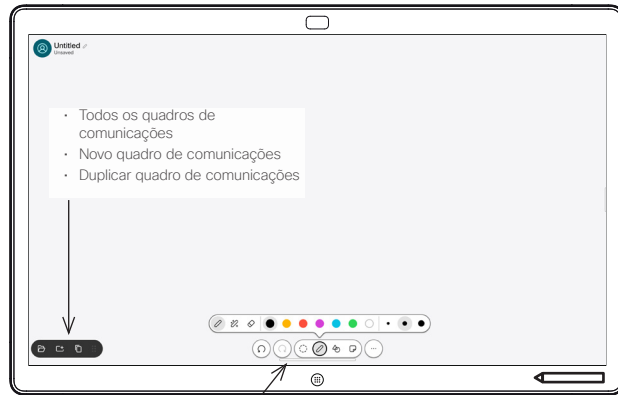 Untitled
Unsaved
• Todos os quadros de
comunicações
• Novo quadro de comunicações
• Duplicar quadro de comunicações